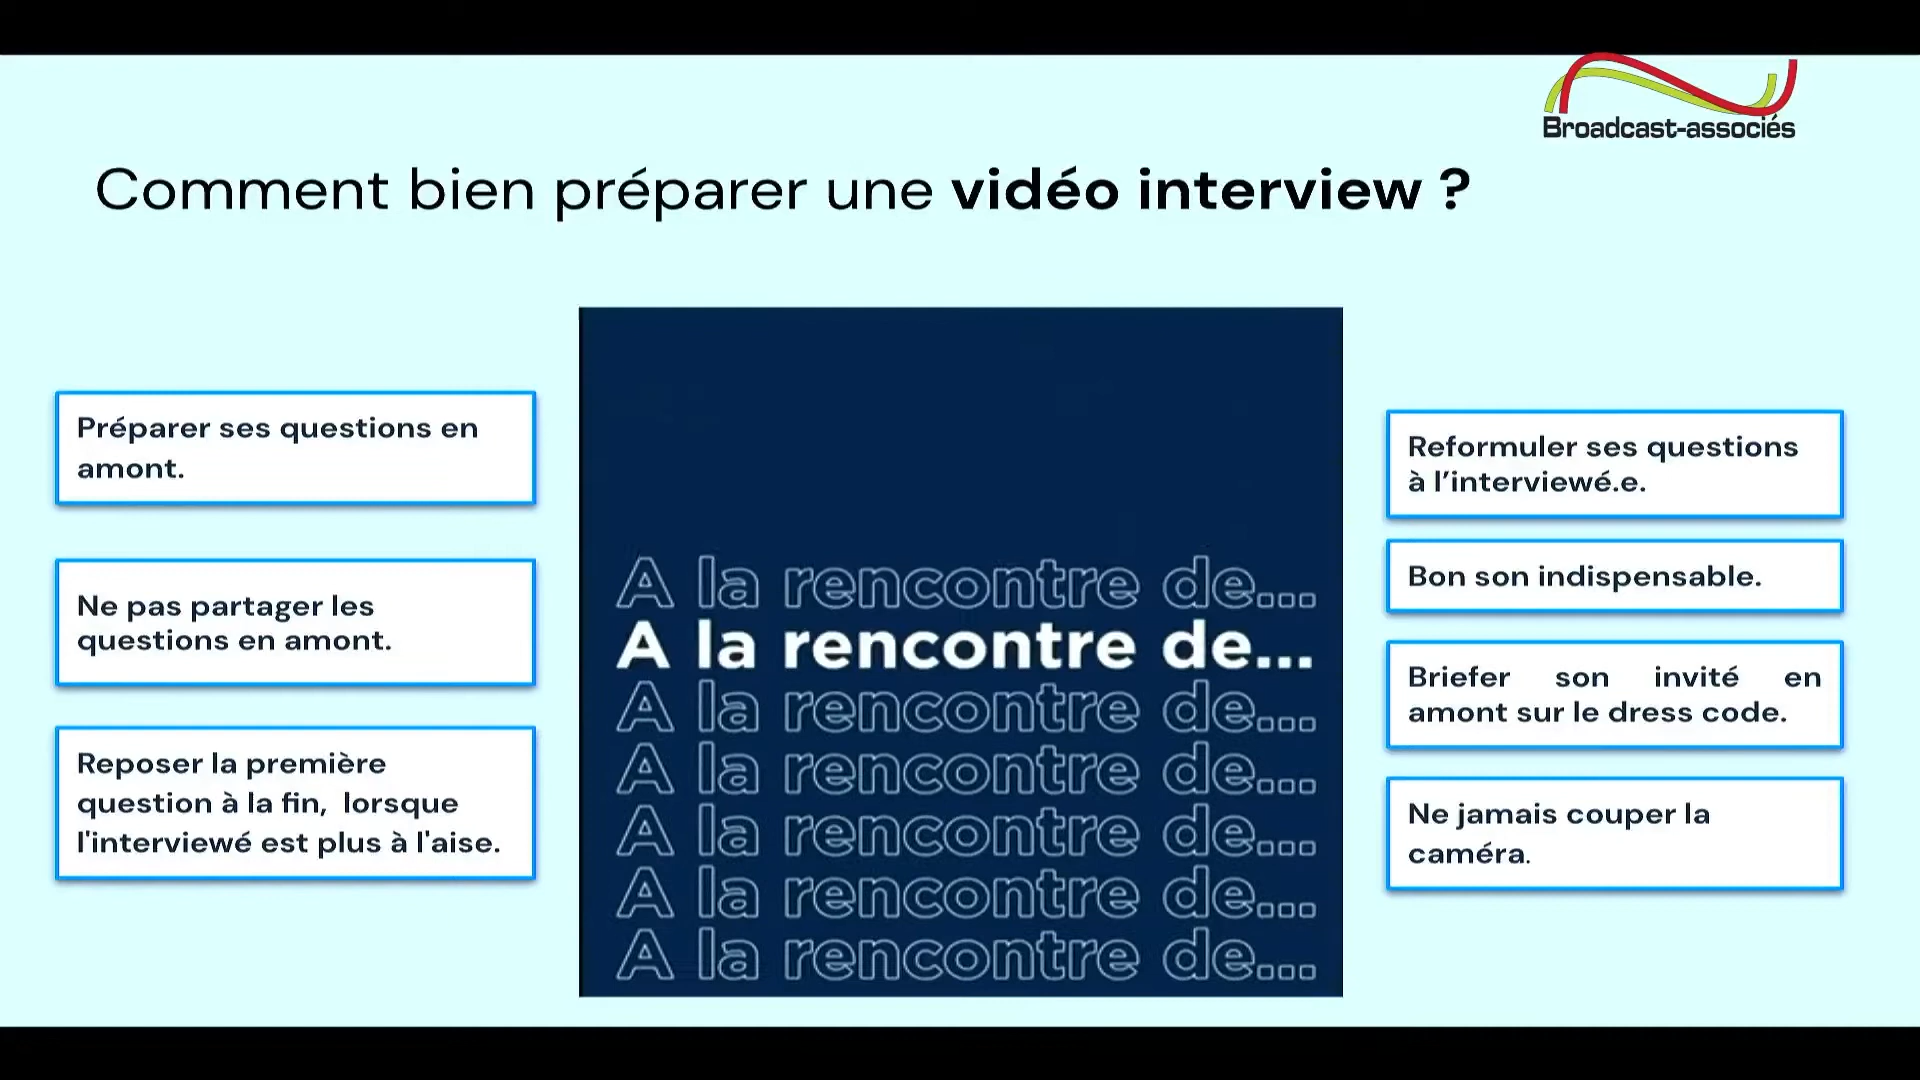 Broadcast-associés
Comment bien préparer une vidéo interview ?
Préparer ses questions en
amont.
Ne pas partager les
questions en amont.
Reposer la première
question à la fin, lorsque
l'interviewé est plus à l'aise.
A la rencontre de...
A la rencontre de...
A la rencontre de...
A la rencontre de...
A la rencontre de...
A la rencontre de...
A la rencontre de...
Reformuler ses questions
à l’interviewé.e.
Bon son indispensable.
Briefer son invité en
amont sur le dress code.
Ne jamais couper la
caméra.